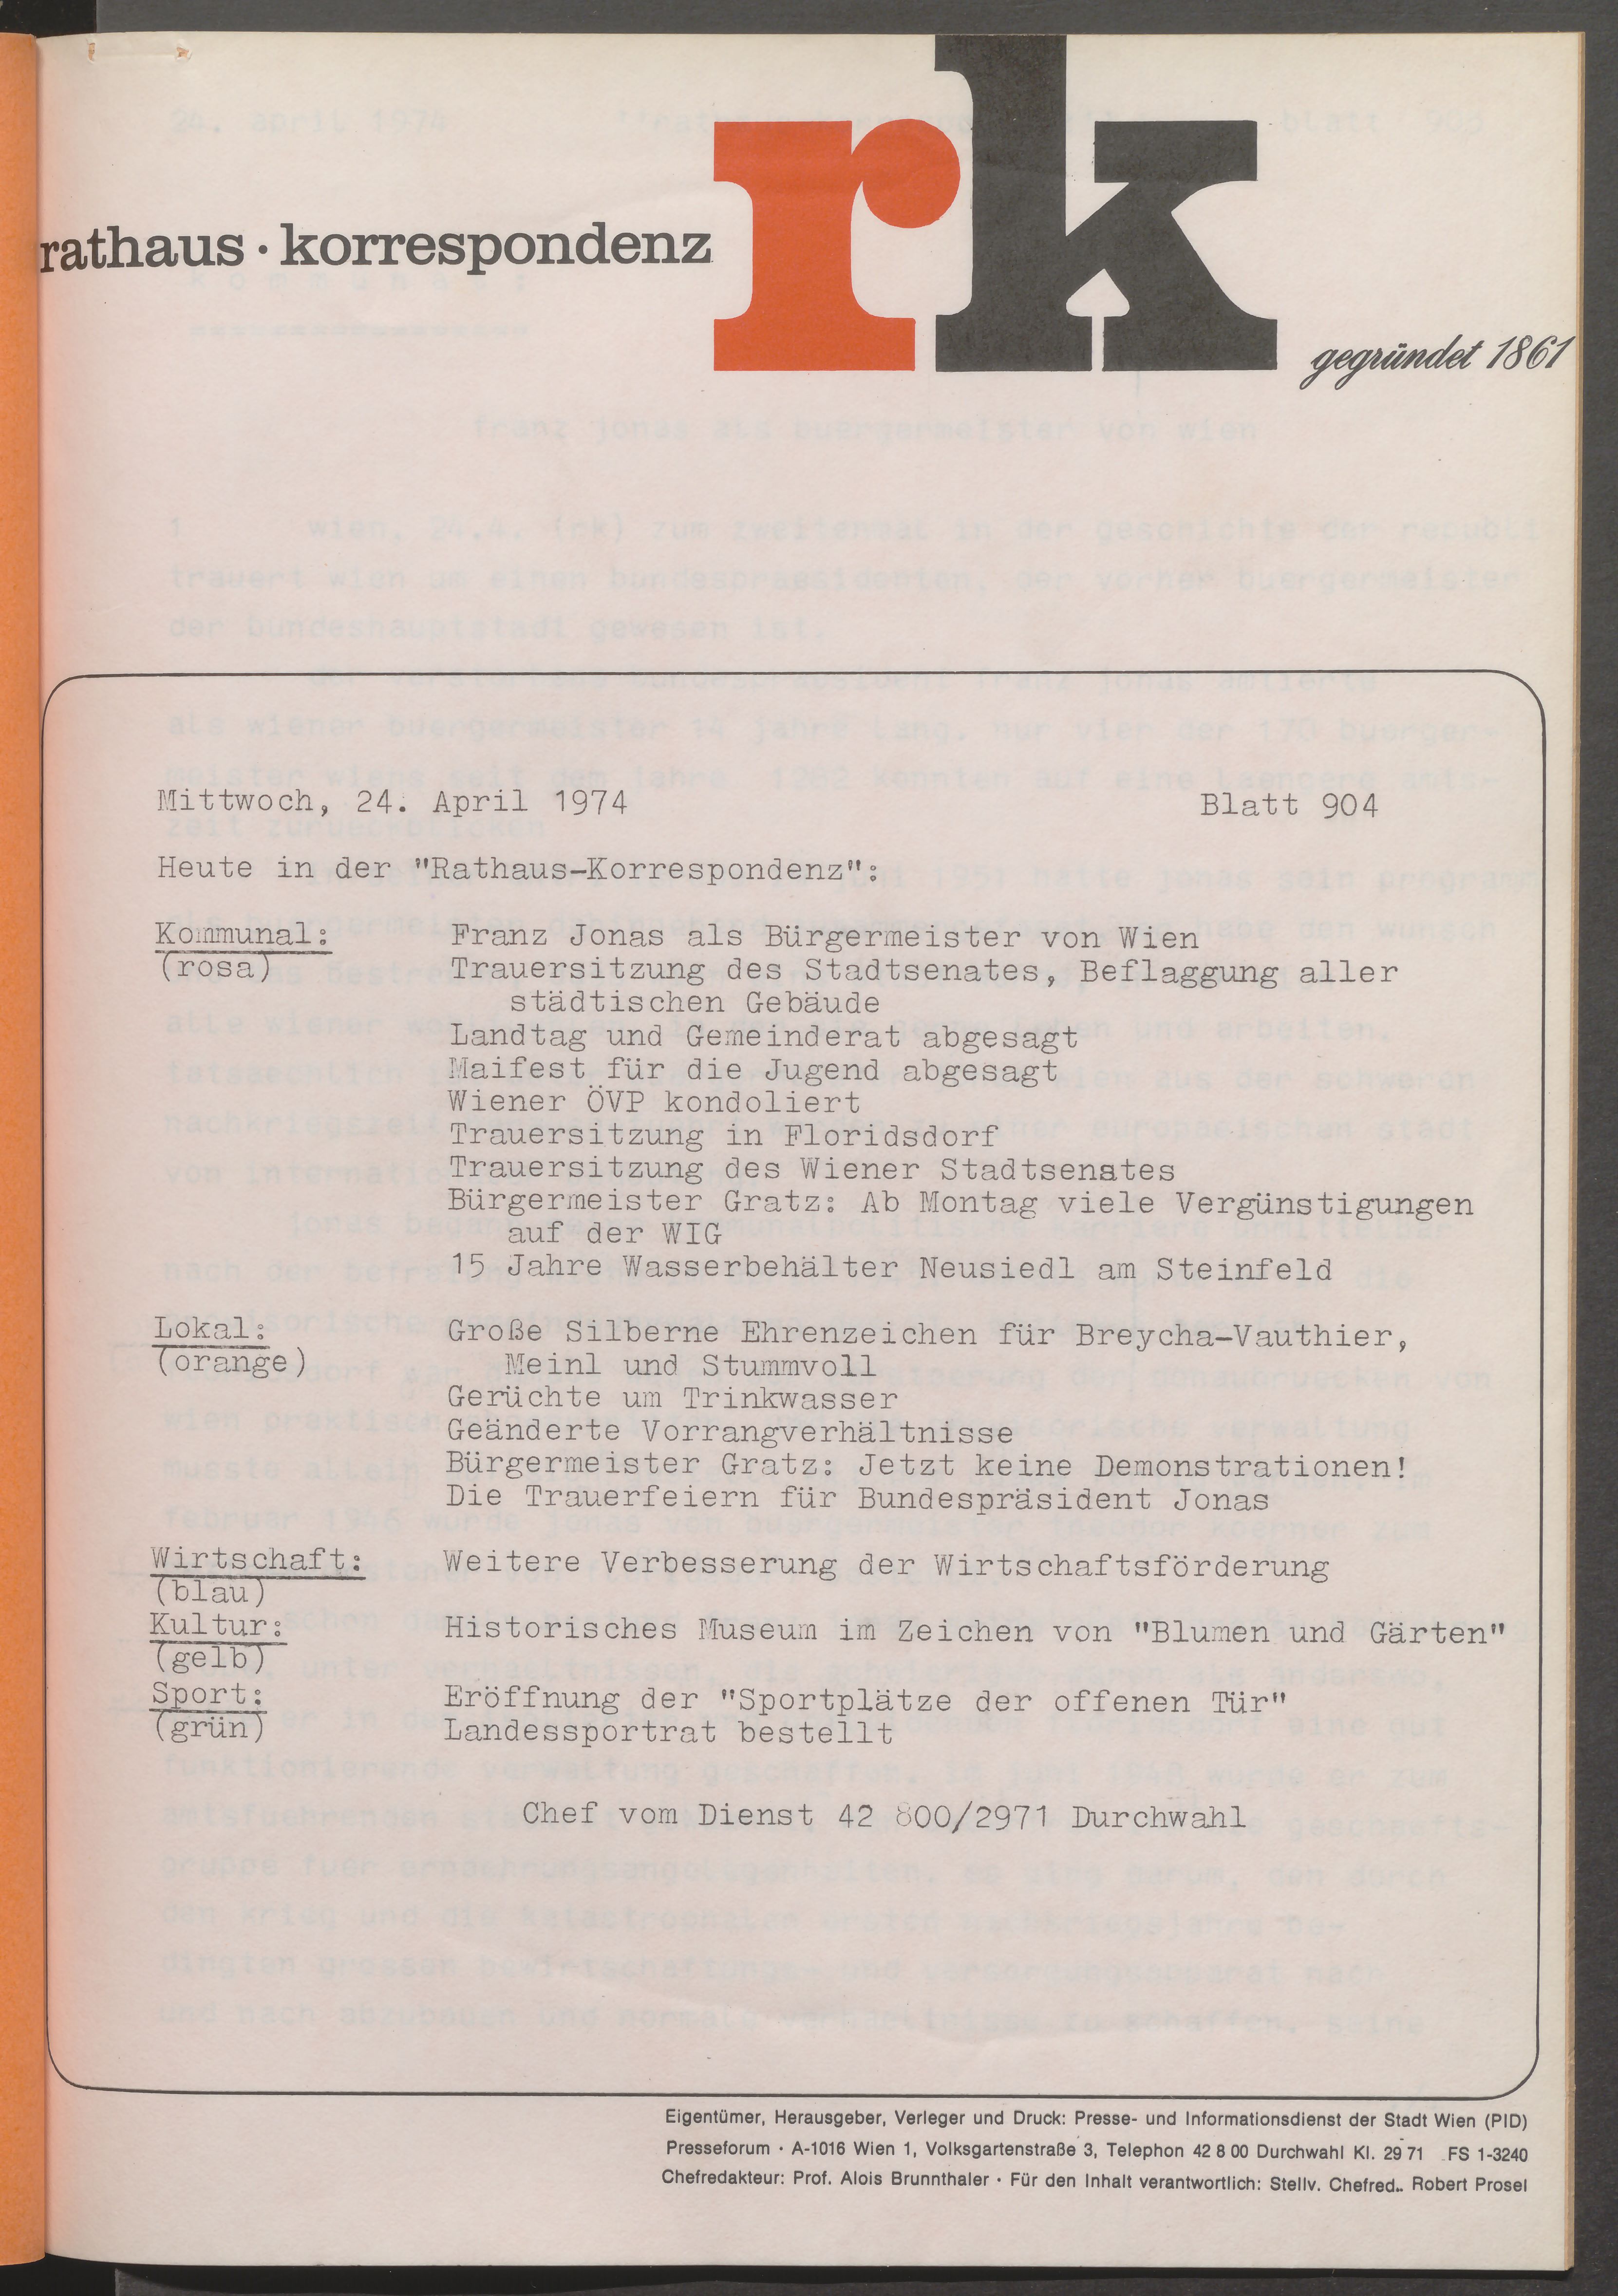 rk
rathaus · korrespondenz
gegründet 1861
Mittwoch, 24. April 1974 Blatt 904
Heute in der "Rathaus-Korrespondenz":
Kommunal: Franz Jonas als Bürgermeister von Wien
(rosa) Trauersitzung des Stadtsenates, Beflaggung aller
städtischen Gebäude
Landtag und Gemeinderat abgesagt
Maifest für die Jugend abgesagt
Wiener ÖVP kondoliert
Trauersitzung in Floridsdorf
Trauersitzung des Wiener Stadtsenates
Bürgermeister Gratz: Ab Montag viele Vergünstigungen
auf der WIG
15 Jahre Wasserbehälter Neusiedl am Steinfeld
Lokal: Große Silberne Ehrenzeichen für Breycha-Vauthier,
(orange) Meinl und Stummvoll
Gerüchte um Trinkwasser
Geänderte Vorrangverhältnisse
Bürgermeister Gratz: Jetzt keine Demonstrationen!
Die Trauerfeiern für Bundespräsident Jonas
Wirtschaft: Weitere Verbesserung der Wirtschaftsförderung
(blau)
Kultur: Historisches Museum im Zeichen von "Blumen und Gärten"
(gelb)
Sport: Eröffnung der "Sportplätze der offenen Tür"
(grün) Landessportrat bestellt
Chef vom Dienst 42 800/2971 Durchwahl
Eigentümer, Herausgeber, Verleger und Druck: Presse- und Informationsdienst der Stadt Wien (PID)
Presseforum · A-1016 Wien 1, Volksgartenstraße 3, Telephon 42 8 00 Durchwahl Kl. 29 71 FS 1-3240
Chefredakteur: Prof. Alois Brunnthaler · Für den Inhalt verantwortlich: Stellv. Chefred.. Robert Prosel